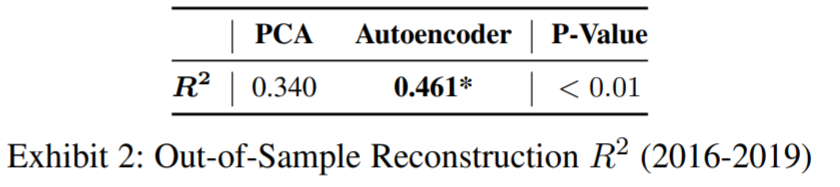 PCA Autoencoder P-Value
R² 0.340 0.461* < 0.01
Exhibit 2: Out-of-Sample Reconstruction R² (2016-2019)